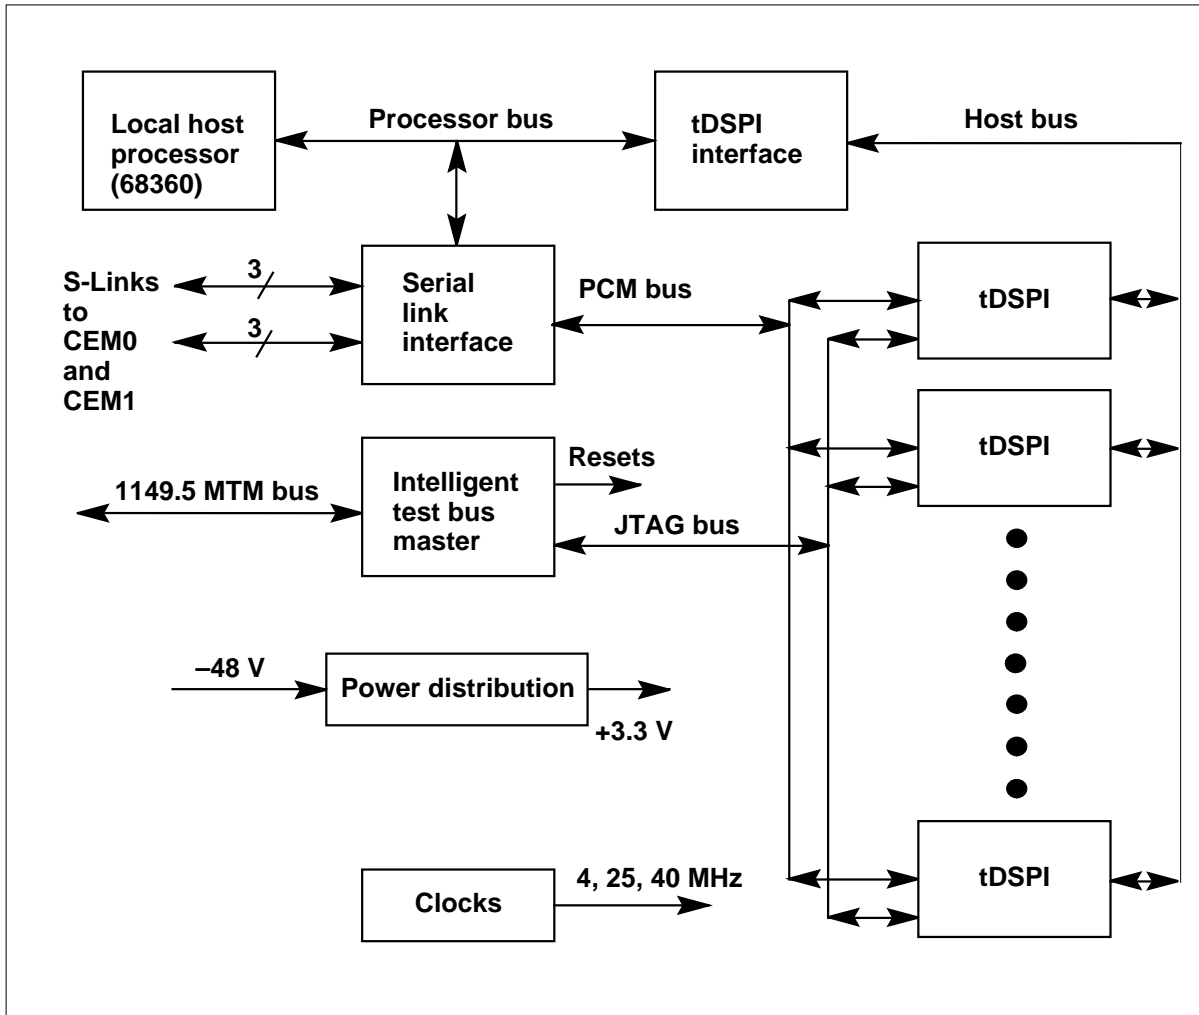 Local host
processor
(68360)
Processor bus
tDSPI
interface
Host bus
S-Links
to
CEM0
and
CEM1
3
3
Serial
link
interface
PCM bus
tDSPI
tDSPI
1149.5 MTM bus
Intelligent
test bus
master
Resets
JTAG bus
–48 V
Power distribution
+3.3 V
Clocks
4, 25, 40 MHz
tDSPI